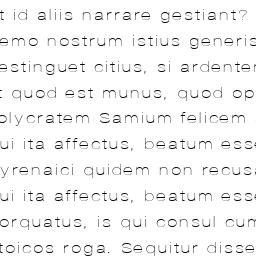 t id aliis narrare gestiant?
emo nostrum istius generis
estinguet citius, si ardente
t quod est munus, quod op
olycratem Samium felicem
ui ita affectus, beatum ess
yrenaici quidem non recus
ui ita affectus, beatum ess
orquatus, is qui consul cum
toicos roga. Sequitur disse